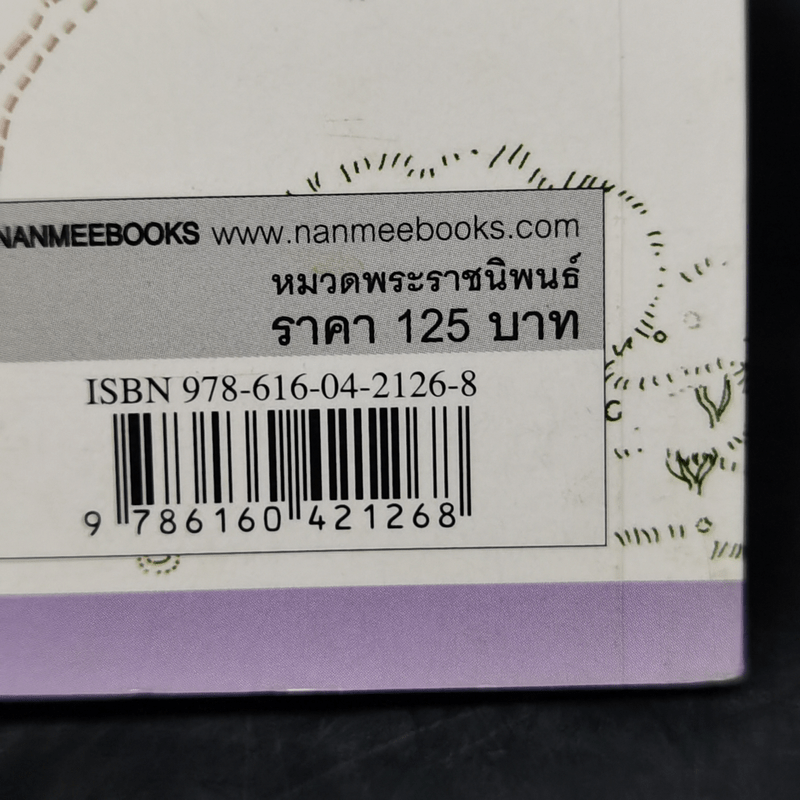 NANMEEBOOKS www.nanmeebooks.com
หมวดพระราชนิพนธ์
ราคา 125 บาท
ISBN 978-616-04-2126-8
9 786160 421268